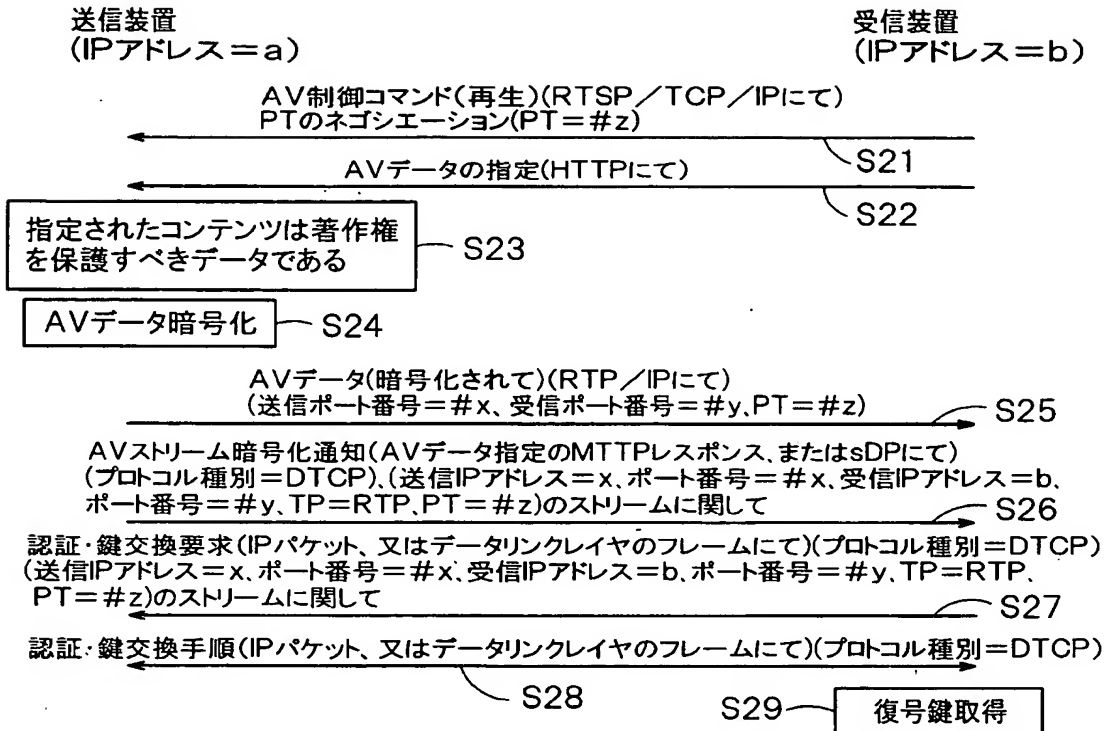 送信装置
(IPアドレス=a)
受信装置
(IPアドレス=b)
AV制御コマンド(再生)(RTSP/TCP/IPにて)
PTのネゴシエーション(PT=#z)
S21
AVデータの指定(HTTPにて)
S22
指定されたコンテンツは著作権
を保護すべきデータである
S23
AVデータ暗号化
S24
AVデータ(暗号化されて)(RTP/IPにて)
(送信ポート番号=#x、受信ポート番号=#y、PT=#z)
S25
AVストリーム暗号化通知(AVデータ指定のMTTPレスポンス、またはsDPにて)
(プロトコル種別=DTCP)、(送信IPアドレス=x、ポート番号=#x、受信IPアドレス=b、
ポート番号=#y、TP=RTP、PT=#z)のストリームに関して
S26
認証・鍵交換要求(IPパケット、又はデータリンクレイヤのフレームにて)(プロトコル種別=DTCP)
(送信IPアドレス=x、ポート番号=#x、受信IPアドレス=b、ポート番号=#y、TP=RTP、
PT=#z)のストリームに関して
S27
認証・鍵交換手順(IPパケット、又はデータリンクレイヤのフレームにて)(プロトコル種別=DTCP)
S28
S29
復号鍵取得